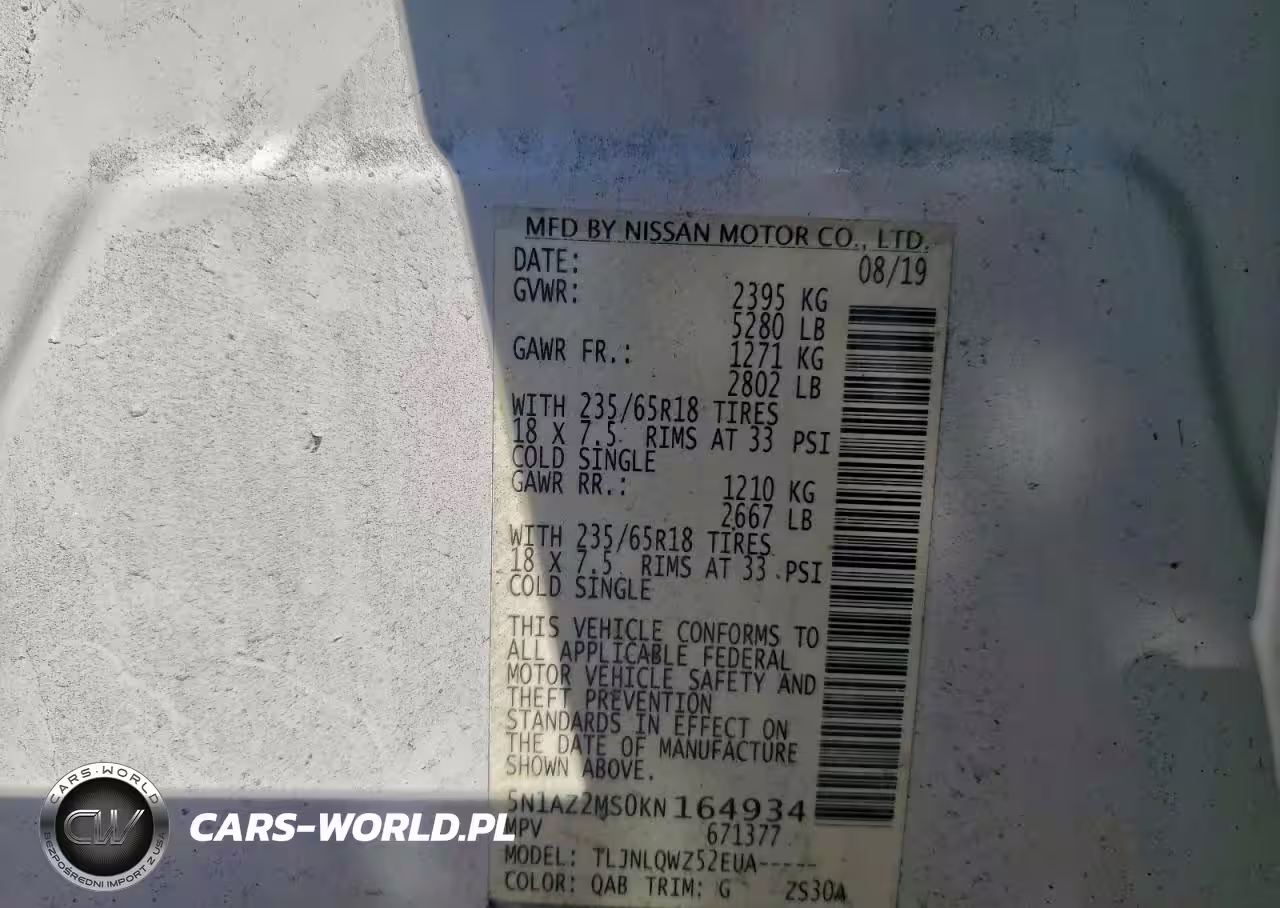 MFD BY NISSAN MOTOR CO., LTD.
DATE: 08/19
GVWR: 2395 KG
5280 LB
GAWR FR.: 1271 KG
2802 LB
WITH 235/65R18 TIRES
18 X 7.5 RIMS AT 33 PSI
COLD SINGLE
GAWR RR.: 1210 KG
2667 LB
WITH 235/65R18 TIRES
18 X 7.5 RIMS AT 33 PSI
COLD SINGLE
THIS VEHICLE CONFORMS TO
ALL APPLICABLE FEDERAL
MOTOR VEHICLE SAFETY AND
THEFT PREVENTION
STANDARDS IN EFFECT ON
THE DATE OF MANUFACTURE
SHOWN ABOVE.
5N1AZ2MS0KN164934
MPV 671377
MODEL: TLJNLQWZ52EUA-----
COLOR: QAB TRIM: G ZS30A
CARS-WORLD
CW
BEZPOŚREDNI IMPORT Z USA
CARS-WORLD.PL